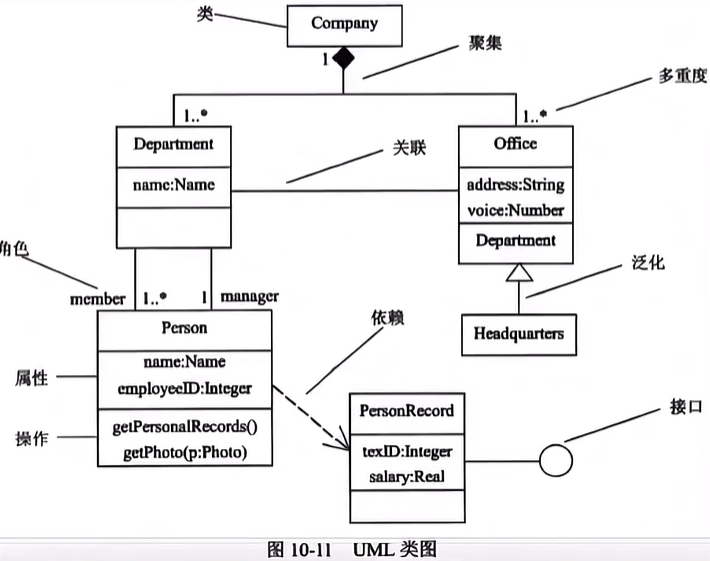 类
Company
1
聚集
多重度
1..*
1..*
Department
Office
关联
name:Name
address:String
voice:Number
Department
角色
泛化
member
1..*
1
manager
依赖
Person
Headquarters
name:Name
employeeID:Integer
属性
PersonRecord
接口
操作
getPersonalRecords()
getPhoto(p:Photo)
texID:Integer
salary:Real
图 10-11 UML 类图